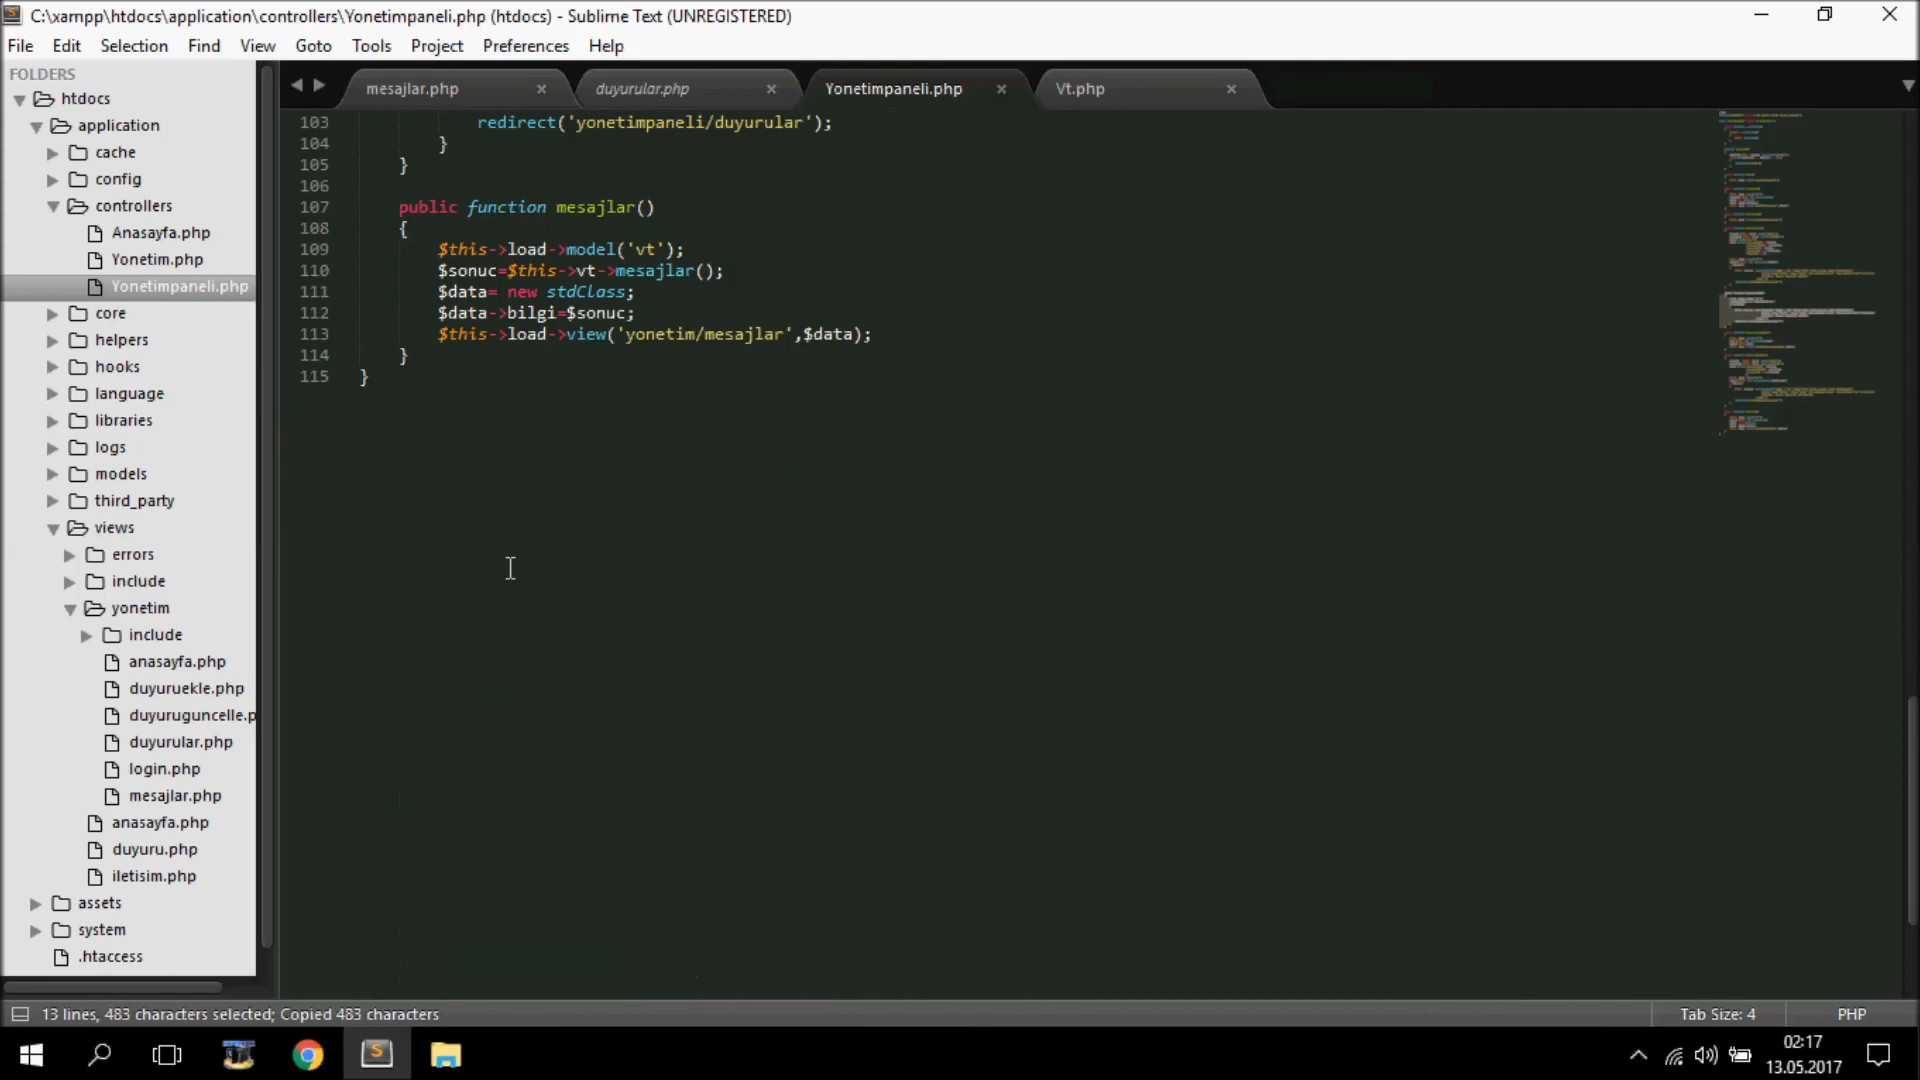 C:\xampp\htdocs\application\controllers\Yonetimpaneli.php (htdocs) - Sublime Text (UNREGISTERED)
File Edit Selection Find View Goto Tools Project Preferences Help
FOLDERS
htdocs
application
cache
config
controllers
Anasayfa.php
Yonetim.php
Yonetimpaneli.php
core
helpers
hooks
language
libraries
logs
models
third_party
views
errors
include
yonetim
include
anasayfa.php
duyuruekle.php
duyuruguncelle.p
duyurular.php
login.php
mesajlar.php
anasayfa.php
duyuru.php
iletisim.php
assets
system
.htaccess
mesajlar.php duyurular.php Yonetimpaneli.php Vt.php
103 redirect('yonetimpaneli/duyurular');
104 }
105 }
106
107 public function mesajlar()
108 {
109 $this->load->model('vt');
110 $sonuc=$this->vt->mesajlar();
111 $data= new stdClass;
112 $data->bilgi=$sonuc;
113 $this->load->view('yonetim/mesajlar',$data);
114 }
115 }
13 lines, 483 characters selected; Copied 483 characters
Tab Size: 4 PHP
02:17
13.05.2017